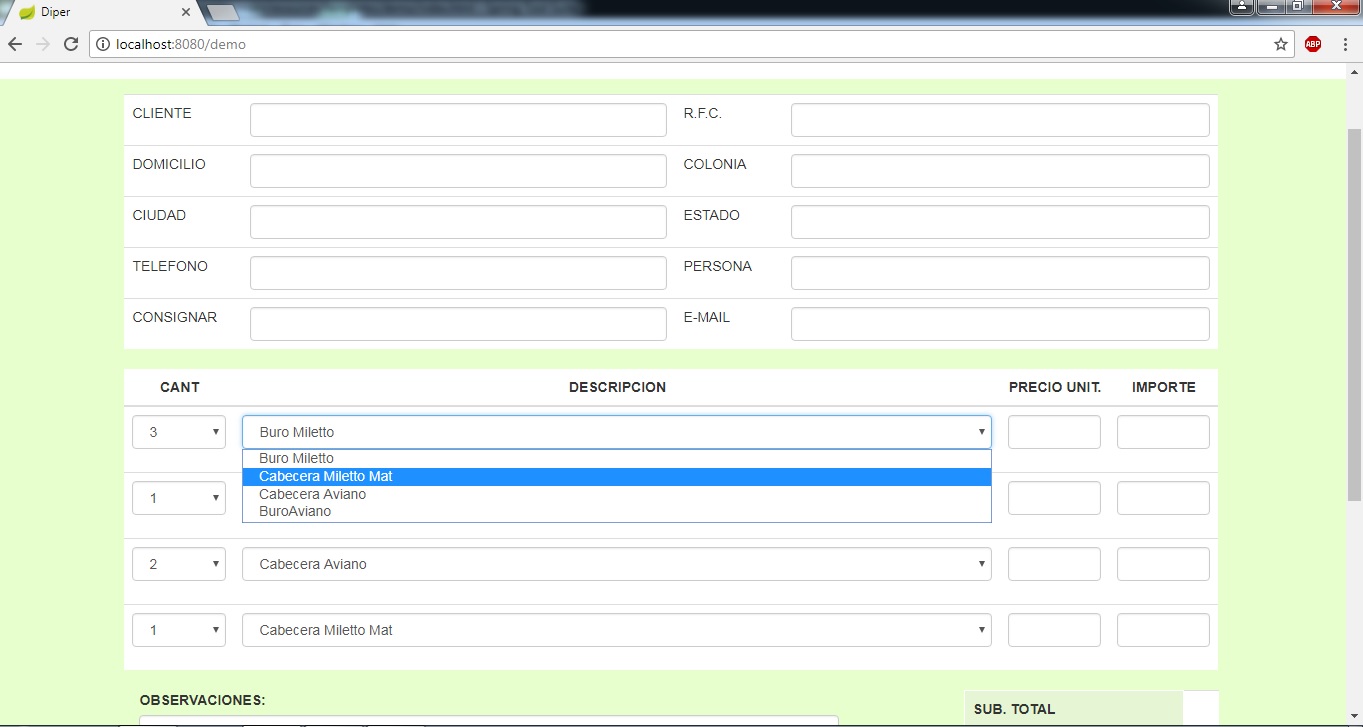 Diper
localhost:8080/demo
ABP
CLIENTE R.F.C.
DOMICILIO COLONIA
CIUDAD ESTADO
TELEFONO PERSONA
CONSIGNAR E-MAIL
CANT DESCRIPCION PRECIO UNIT. IMPORTE
3 Buro Miletto
Buro Miletto
Cabecera Miletto Mat
Cabecera Aviano
BuroAviano
1
2 Cabecera Aviano
1 Cabecera Miletto Mat
OBSERVACIONES:
SUB. TOTAL